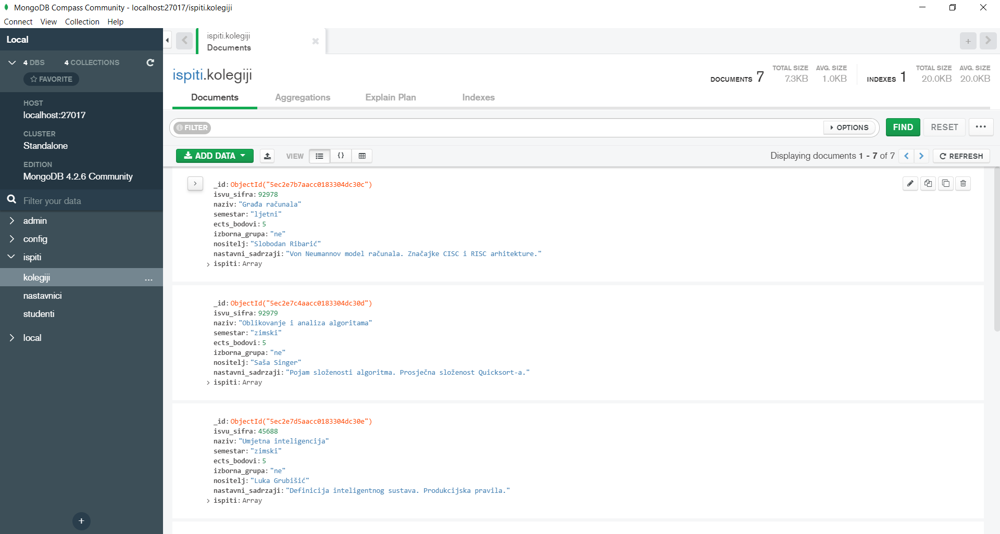 MongoDB Compass Community - localhost:27017/ispiti.kolegiji
Connect View Collection Help
Local
4 DBS 4 COLLECTIONS
FAVORITE
HOST
localhost:27017
CLUSTER
Standalone
EDITION
MongoDB 4.2.6 Community
Filter your data
admin
config
ispiti
kolegiji ...
nastavnici
studenti
local
+
ispiti.kolegiji
Documents
+
ispiti.kolegiji
DOCUMENTS 7 TOTAL SIZE 7.3KB AVG. SIZE 1.0KB INDEXES 1 TOTAL SIZE 20.0KB AVG. SIZE 20.0KB
Documents Aggregations Explain Plan Indexes
FILTER OPTIONS FIND RESET ...
ADD DATA VIEW {} Displaying documents 1 - 7 of 7 < > REFRESH
_id: ObjectId("5ec2e7b7aacc0183304dc30c")
isvu_sifra: 92978
naziv: "Građa računala"
semestar: "ljetni"
ects_bodovi: 5
izborna_grupa: "ne"
nositelj: "Slobodan Ribarić"
nastavni_sadrzaji: "Von Neumannov model računala. Značajke CISC i RISC arhitekture."
> ispiti: Array
_id: ObjectId("5ec2e7c4aacc0183304dc30d")
isvu_sifra: 92979
naziv: "Oblikovanje i analiza algoritama"
semestar: "zimski"
ects_bodovi: 5
izborna_grupa: "ne"
nositelj: "Saša Singer"
nastavni_sadrzaji: "Pojam složenosti algoritma. Prosječna složenost Quicksort-a."
> ispiti: Array
_id: ObjectId("5ec2e7d5aacc0183304dc30e")
isvu_sifra: 45688
naziv: "Umjetna inteligencija"
semestar: "zimski"
ects_bodovi: 5
izborna_grupa: "ne"
nositelj: "Luka Grubišić"
nastavni_sadrzaji: "Definicija inteligentnog sustava. Produkcijska pravila."
> ispiti: Array